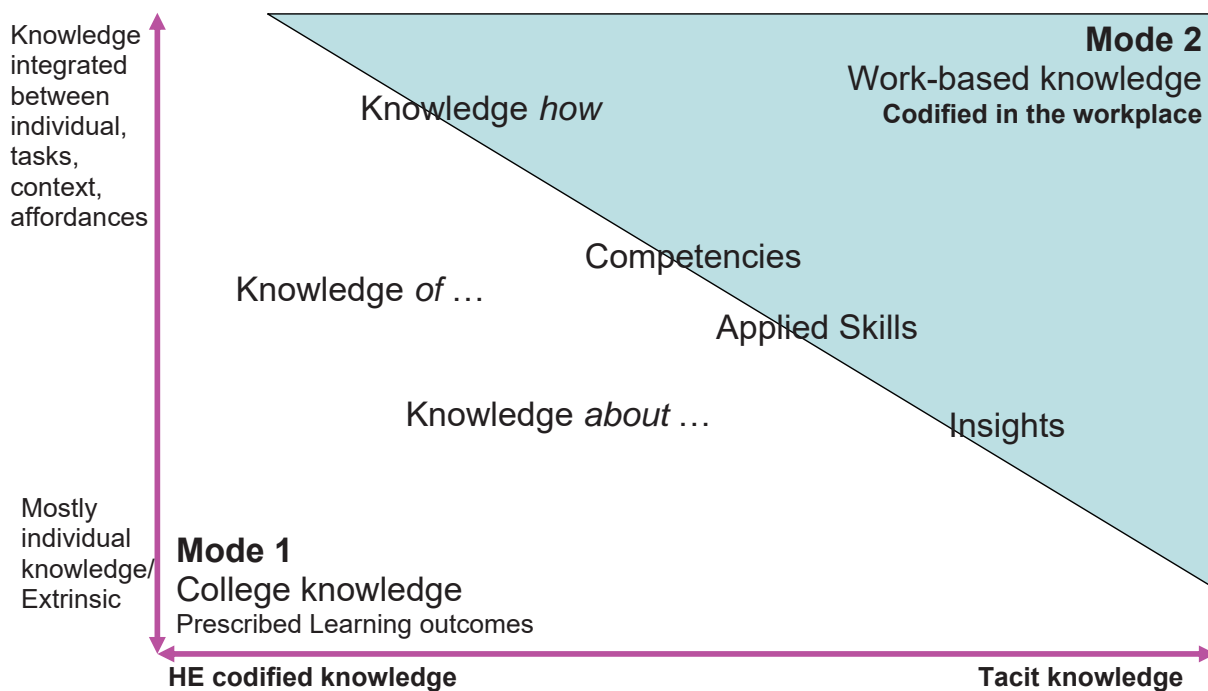 Knowledge
integrated
between
individual,
tasks,
context,
affordances
Mode 2
Work-based knowledge
Codified in the workplace
Knowledge how
Competencies
Knowledge of …
Applied Skills
Knowledge about …
Insights
Mostly
individual
knowledge/
Extrinsic
Mode 1
College knowledge
Prescribed Learning outcomes
HE codified knowledge
Tacit knowledge